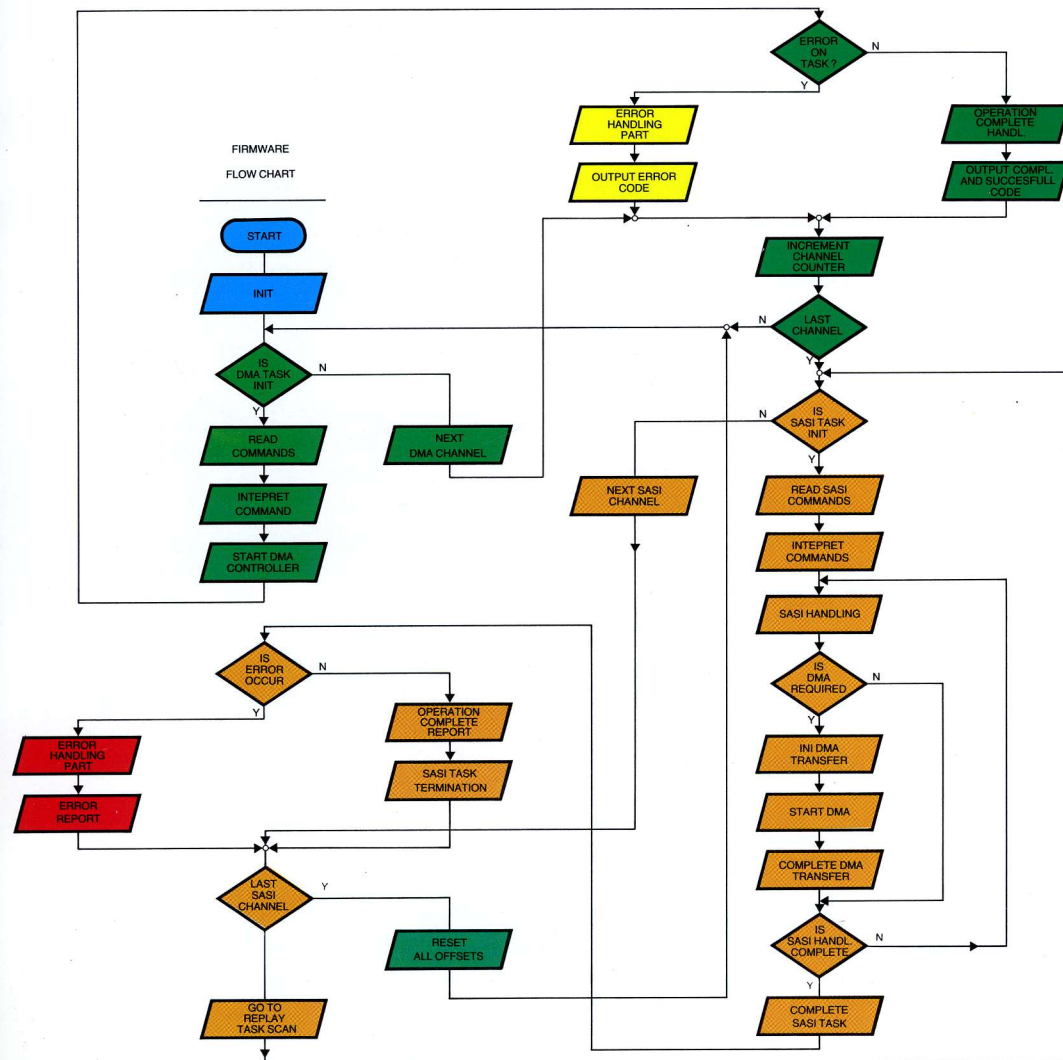 FIRMWARE
FLOW CHART
START
INIT
IS
DMA TASK
INIT
N
Y
READ
COMMANDS
INTEPRET
COMMAND
START DMA
CONTROLLER
NEXT
DMA CHANNEL
ERROR
ON
TASK ?
N
Y
ERROR
HANDLING
PART
OUTPUT ERROR
CODE
OPERATION
COMPLETE
HANDL.
OUTPUT COMPL.
AND SUCCESFULL
CODE
INCREMENT
CHANNEL
COUNTER
LAST
CHANNEL
N
Y
IS
SASI TASK
INIT
N
Y
NEXT SASI
CHANNEL
READ SASI
COMMANDS
INTEPRET
COMMANDS
SASI HANDLING
IS
DMA
REQUIRED
N
Y
INI DMA
TRANSFER
START DMA
COMPLETE DMA
TRANSFER
IS
SASI HANDL.
COMPLETE
N
Y
COMPLETE
SASI TASK
IS
ERROR
OCCUR
N
Y
ERROR
HANDLING
PART
ERROR
REPORT
OPERATION
COMPLETE
REPORT
SASI TASK
TERMINATION
LAST
SASI
CHANNEL
Y
RESET
ALL OFFSETS
GO TO
REPLAY
TASK SCAN